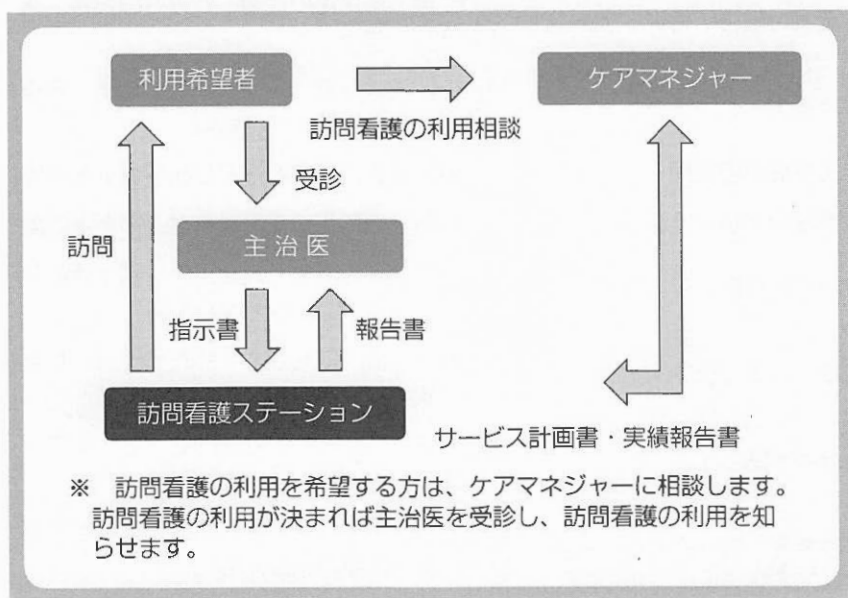 利用希望者
ケアマネジャー
訪問看護の利用相談
受診
訪問
主治医
指示書
報告書
訪問看護ステーション
サービス計画書・実績報告書
※ 訪問看護の利用を希望する方は、ケアマネジャーに相談します。
訪問看護の利用が決まれば主治医を受診し、訪問看護の利用を知
らせます。